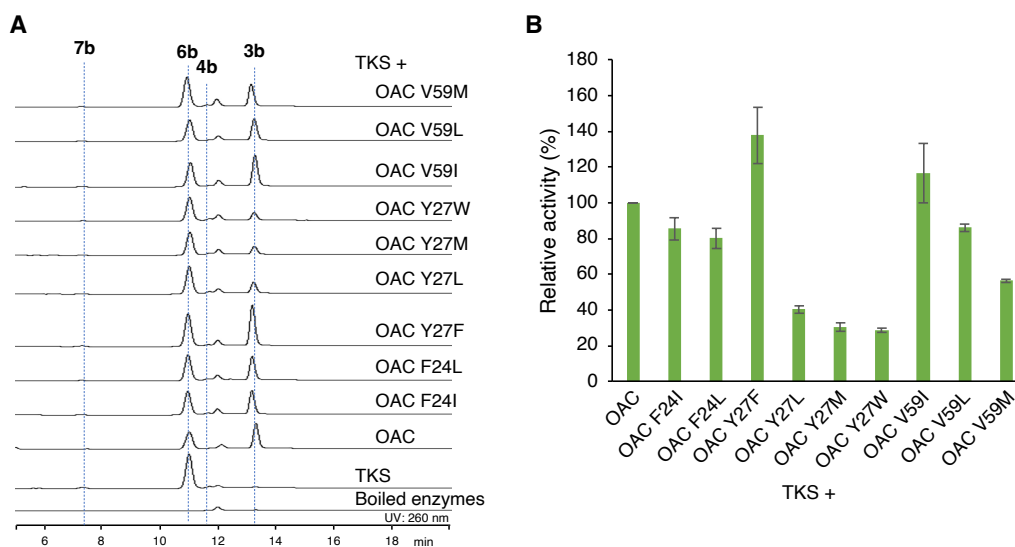 A
7b
6b
4b
3b
TKS +
OAC V59M
OAC V59L
OAC V59I
OAC Y27W
OAC Y27M
OAC Y27L
OAC Y27F
OAC F24L
OAC F24I
OAC
TKS
Boiled enzymes
UV: 260 nm
6 8 10 12 14 16 18 min
B
Relative activity (%)
180
160
140
120
100
80
60
40
20
0
OAC
OAC F24I
OAC F24L
OAC Y27F
OAC Y27L
OAC Y27M
OAC Y27W
OAC V59I
OAC V59L
OAC V59M
TKS +